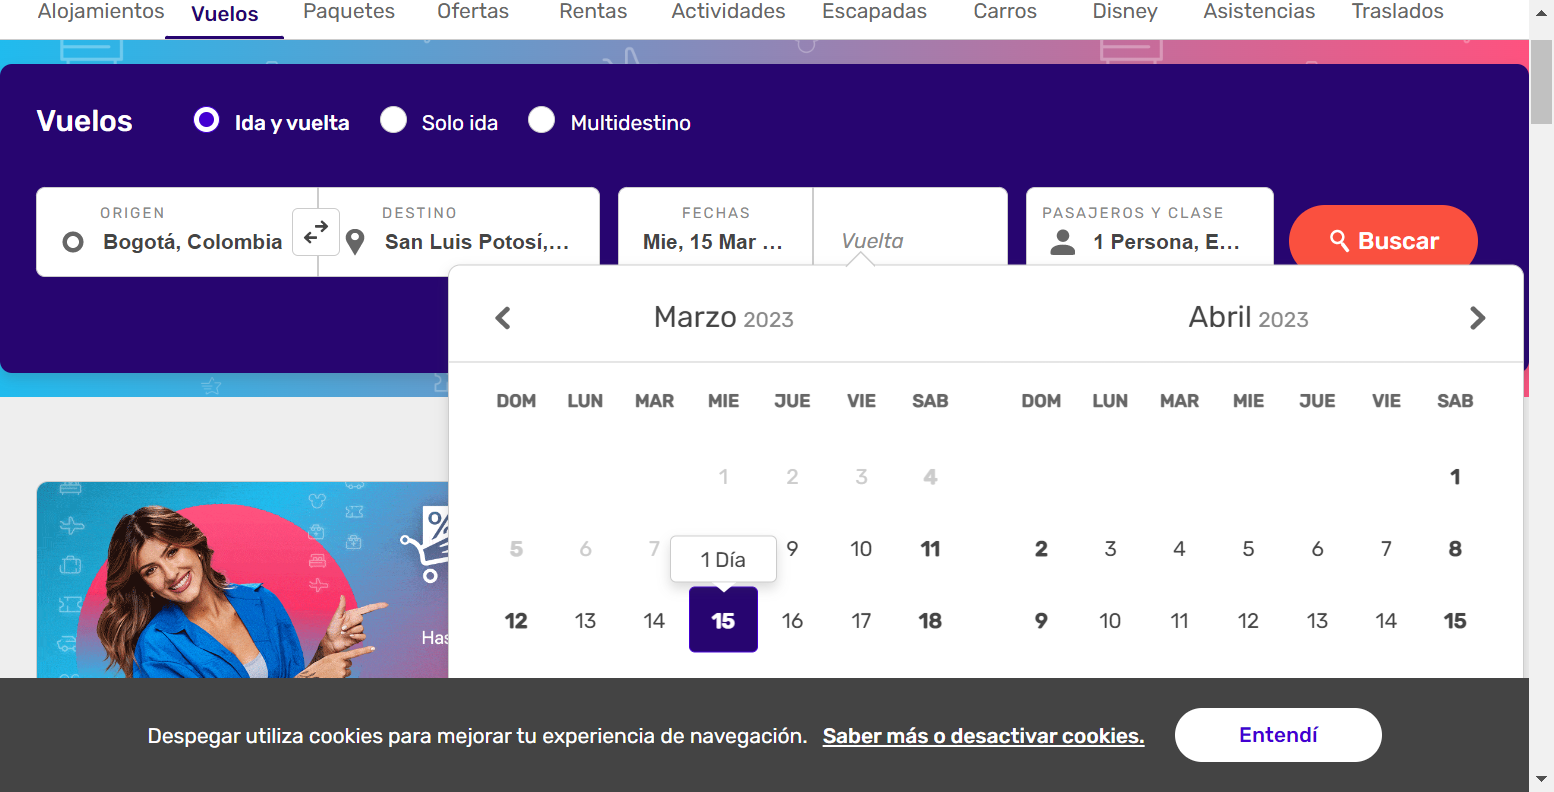 Alojamientos Vuelos Paquetes Ofertas Rentas Actividades Escapadas Carros Disney Asistencias Traslados
Vuelos Ida y vuelta Solo ida Multidestino
ORIGEN DESTINO FECHAS PASAJEROS Y CLASE
Bogotá, Colombia San Luis Potosí,... Mie, 15 Mar ... Vuelta 1 Persona, E... Buscar
Marzo 2023 Abril 2023
DOM LUN MAR MIE JUE VIE SAB DOM LUN MAR MIE JUE VIE SAB
1 2 3 4 1
5 6 7 9 10 11 2 3 4 5 6 7 8
1 Día
12 13 14 15 16 17 18 9 10 11 12 13 14 15
%
Has
Despegar utiliza cookies para mejorar tu experiencia de navegación. Saber más o desactivar cookies. Entendí